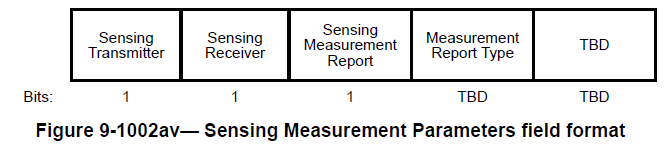 Sensing Transmitter
Sensing Receiver
Sensing Measurement Report
Measurement Report Type
TBD
Bits: 1 1 1 TBD TBD
Figure 9-1002av— Sensing Measurement Parameters field format